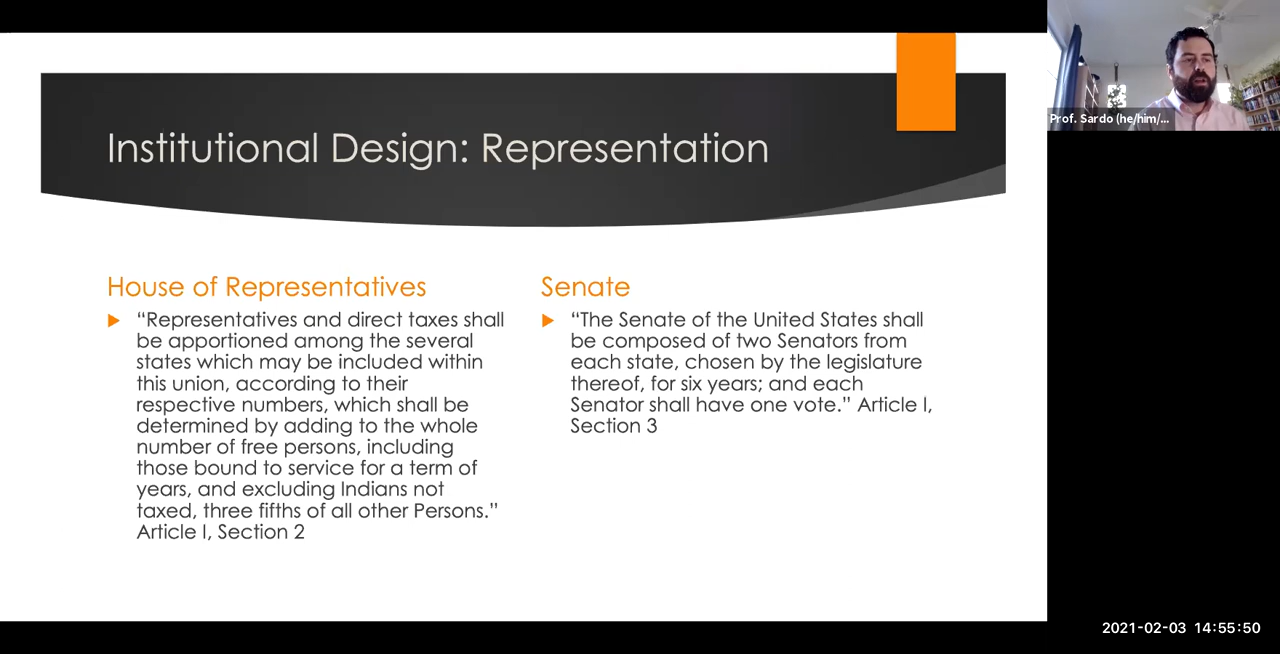 Institutional Design: Representation
House of Representatives
“Representatives and direct taxes shall
be apportioned among the several
states which may be included within
this union, according to their
respective numbers, which shall be
determined by adding to the whole
number of free persons, including
those bound to service for a term of
years, and excluding Indians not
taxed, three fifths of all other Persons.”
Article I, Section 2
Senate
“The Senate of the United States shall
be composed of two Senators from
each state, chosen by the legislature
thereof, for six years; and each
Senator shall have one vote.” Article I,
Section 3
Prof. Sardo (he/him/...
2021-02-03 14:55:50